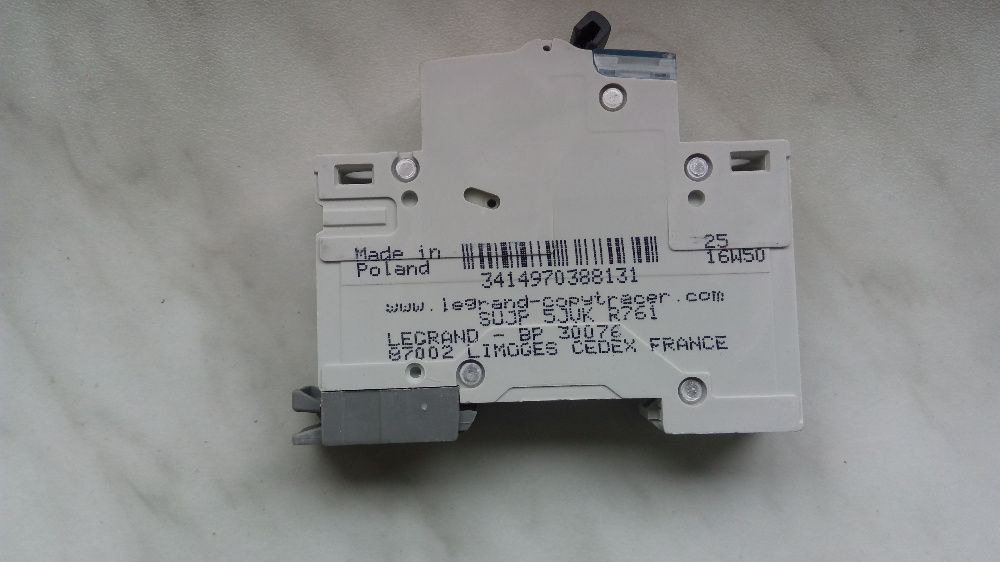 Made in
Poland
3414970388131
25
16W50
www.legrand-copytracer.com
SUJP 5JVK R761
LEGRAND - BP 30076
87002 LIMOGES CEDEX FRANCE